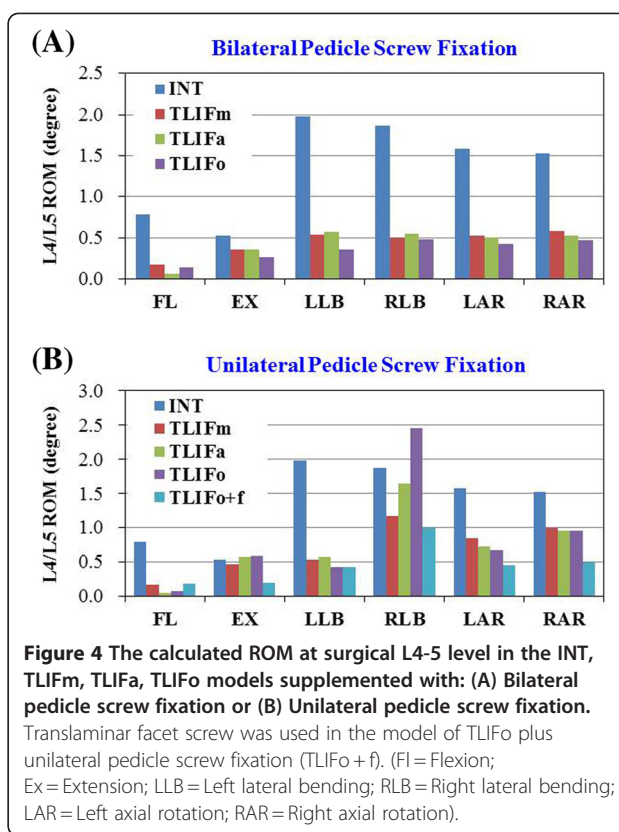 (A)
Bilateral Pedicle Screw Fixation
L4/L5 ROM (degree)
2.5
2.0
1.5
1.0
0.5
0.0
INT
TLIFm
TLIFa
TLIFo
FL EX LLB RLB LAR RAR
(B)
Unilateral Pedicle Screw Fixation
L4/L5 ROM (degree)
3.0
2.5
2.0
1.5
1.0
0.5
0.0
INT
TLIFm
TLIFa
TLIFo
TLIFo+f
FL EX LLB RLB LAR RAR
Figure 4 The calculated ROM at surgical L4-5 level in the INT,
TLIFm, TLIFa, TLIFo models supplemented with: (A) Bilateral
pedicle screw fixation or (B) Unilateral pedicle screw fixation.
Translaminar facet screw was used in the model of TLIFo plus
unilateral pedicle screw fixation (TLIFo + f). (Fl = Flexion;
Ex = Extension; LLB = Left lateral bending; RLB = Right lateral bending;
LAR = Left axial rotation; RAR = Right axial rotation).